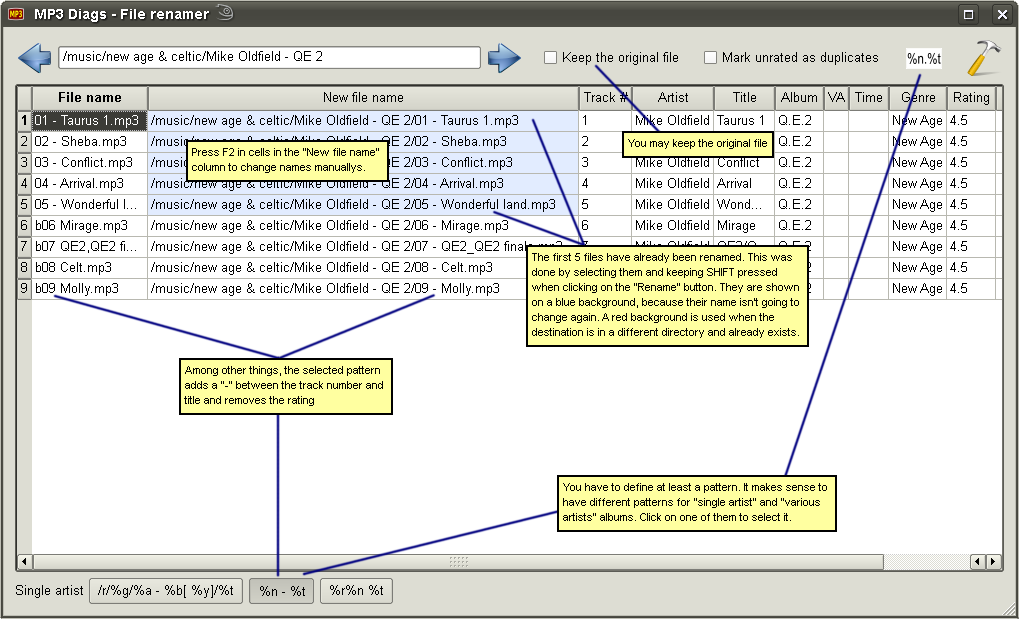 MP3 MP3 Diags - File renamer
/music/new age & celtic/Mike Oldfield - QE 2 Keep the original file Mark unrated as duplicates %n.%t
File name New file name Track # Artist Title Album VA Time Genre Rating
1 01 - Taurus 1.mp3 /music/new age & celtic/Mike Oldfield - QE 2/01 - Taurus 1.mp3 1 Mike Oldfield Taurus 1 Q.E.2 New Age 4.5
2 02 - Sheba.mp3 /music/new age & celtic/Mike Oldfield - QE 2/02 - Sheba.mp3 2 Q.E.2 New Age 4.5
3 03 - Conflict.mp3 /music/new age & celtic/Mike Oldfield - QE 2/03 - Conflict.mp3 3 Mike Oldfield Conflict Q.E.2 New Age 4.5
4 04 - Arrival.mp3 /music/new age & celtic/Mike Oldfield - QE 2/04 - Arrival.mp3 4 Mike Oldfield Arrival Q.E.2 New Age 4.5
5 05 - Wonderful l... /music/new age & celtic/Mike Oldfield - QE 2/05 - Wonderful land.mp3 5 Mike Oldfield Wond... Q.E.2 New Age 4.5
6 b06 Mirage.mp3 /music/new age & celtic/Mike Oldfield - QE 2/06 - Mirage.mp3 6 Mike Oldfield Mirage Q.E.2 New Age 4.5
7 b07 QE2,QE2 fi... /music/new age & celtic/Mike Oldfield - QE 2/07 - QE2_QE2 finale.mp3 7 Mike Oldfield Q.E.2 New Age 4.5
8 b08 Celt.mp3 /music/new age & celtic/Mike Oldfield - QE 2/08 - Celt.mp3 New Age 4.5
9 b09 Molly.mp3 /music/new age & celtic/Mike Oldfield - QE 2/09 - Molly.mp3 New Age 4.5
You may keep the original file
Press F2 in cells in the "New file name"
column to change names manuallys.
The first 5 files have already been renamed. This was
done by selecting them and keeping SHIFT pressed
when clicking on the "Rename" button. They are shown
on a blue background, because their name isn't going to
change again. A red background is used when the
destination is in a different directory and already exists.
Among other things, the selected pattern
adds a "-" between the track number and
title and removes the rating
You have to define at least a pattern. It makes sense to
have different patterns for "single artist" and "various
artists" albums. Click on one of them to select it.
Single artist /r/%g/%a - %b[ %y]/%t %n - %t %r%n %t